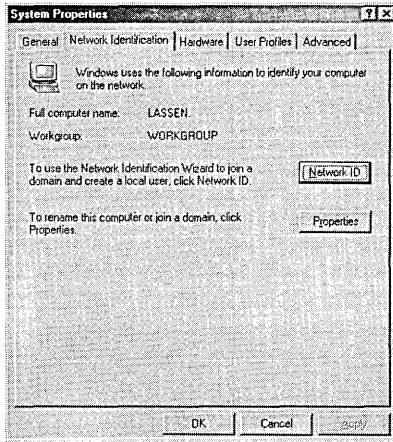 System Properties ? ×
General Network Identification Hardware User Profiles Advanced
Windows uses the following information to identify your computer
on the network.
Full computer name: LASSEN.
Workgroup: WORKGROUP
To use the Network Identification Wizard to join a
domain and create a local user, click Network ID.
Network ID
To rename this computer or join a domain, click
Properties.
Properties
OK Cancel Apply